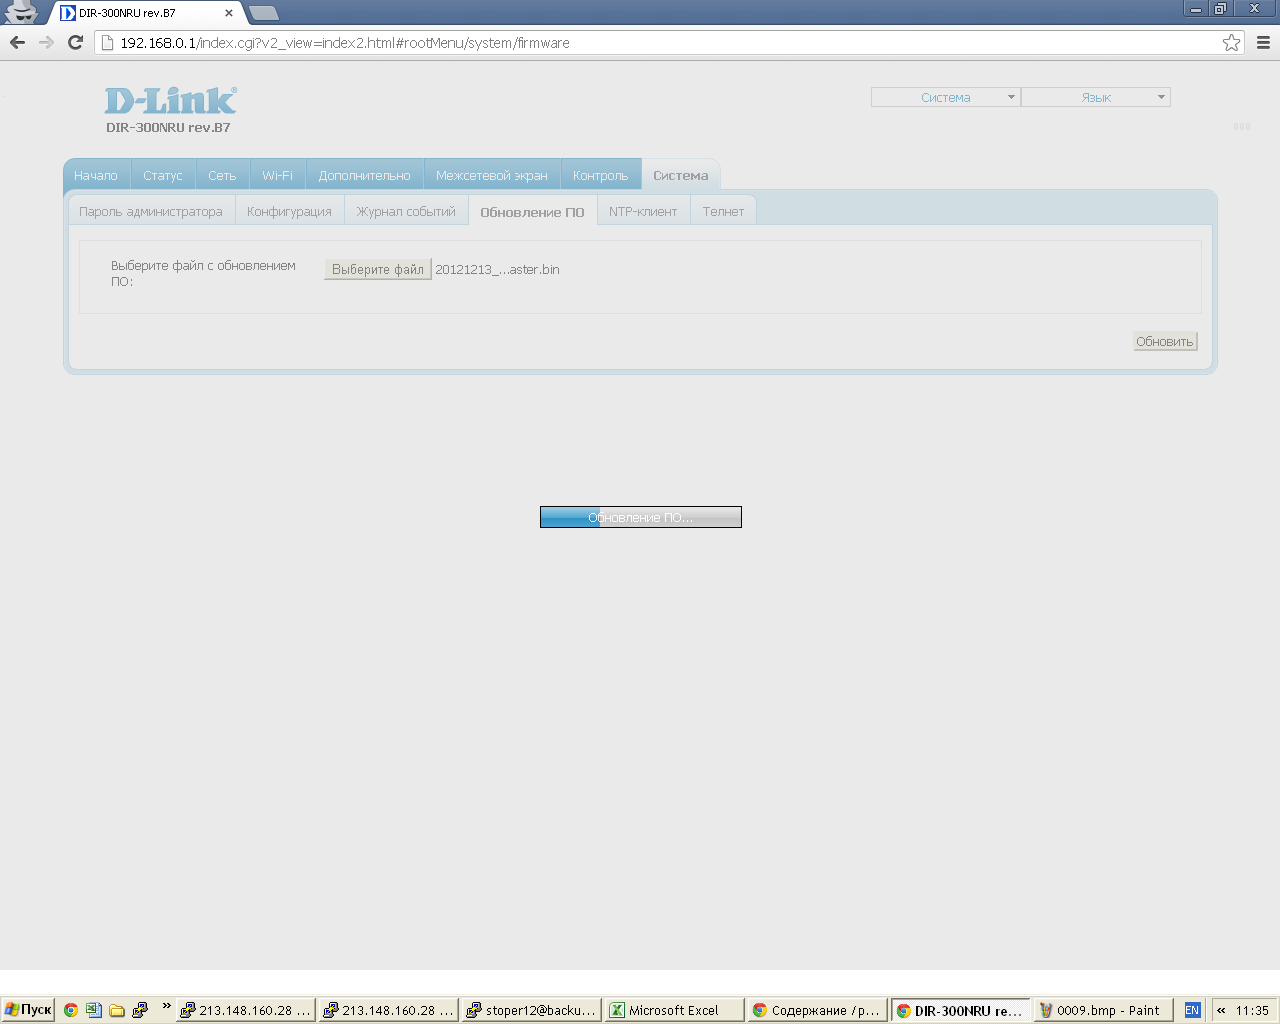 DIR-300NRU rev.B7
192.168.0.1/index.cgi?v2_view=index2.html#rootMenu/system/firmware
D-Link
DIR-300NRU rev.B7
Система Язык
Начало Статус Сеть Wi-Fi Дополнительно Межсетевой экран Контроль Система
Пароль администратора Конфигурация Журнал событий Обновление ПО NTP-клиент Телнет
Выберите файл с обновлением
ПО:
Выберите файл 20121213_...aster.bin
Обновить
Обновление ПО...
Пуск » 213.148.160.28 ... 213.148.160.28 ... stoper12@backu... Microsoft Excel Содержание /р... DIR-300NRU re... 0009.bmp - Paint EN « 11:35